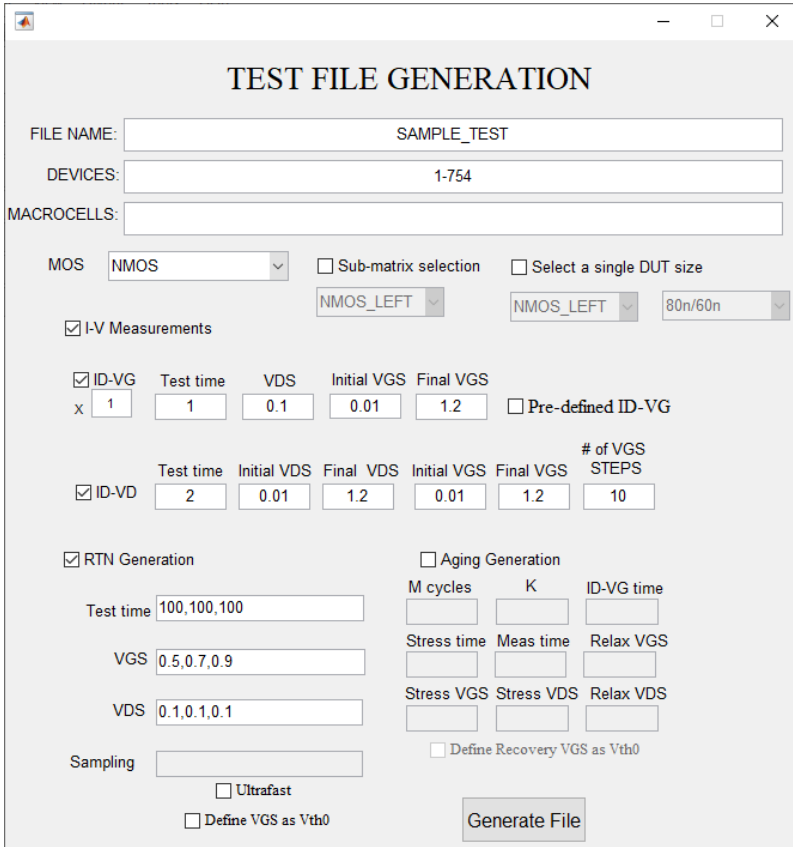 TEST FILE GENERATION
FILE NAME: SAMPLE_TEST
DEVICES: 1-754
MACROCELLS:
MOS NMOS Sub-matrix selection Select a single DUT size
NMOS_LEFT NMOS_LEFT 80n/60n
I-V Measurements
ID-VG Test time VDS Initial VGS Final VGS
x 1 1 0.1 0.01 1.2 Pre-defined ID-VG
# of VGS
Test time Initial VDS Final VDS Initial VGS Final VGS STEPS
ID-VD 2 0.01 1.2 0.01 1.2 10
RTN Generation Aging Generation
M cycles K ID-VG time
Test time 100,100,100
Stress time Meas time Relax VGS
VGS 0.5,0.7,0.9
Stress VGS Stress VDS Relax VDS
VDS 0.1,0.1,0.1
Define Recovery VGS as Vth0
Sampling
Ultrafast
Define VGS as Vth0 Generate File